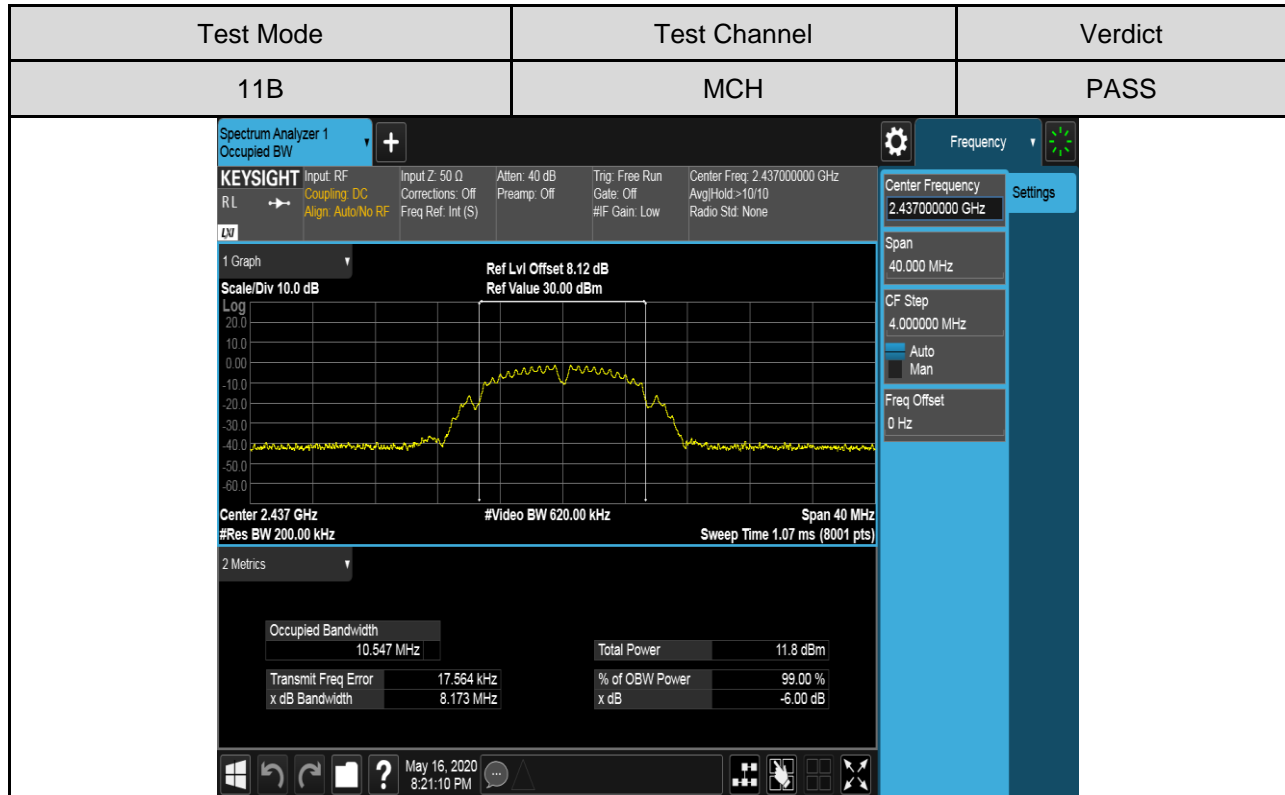 Test Mode Test Channel Verdict
11B MCH PASS
Spectrum Analyzer 1
Occupied BW
+
Frequency
KEYSIGHT
RL
LXI
Input: RF
Coupling: DC
Align: Auto/No RF
Input Z: 50 Ω
Corrections: Off
Freq Ref: Int (S)
Atten: 40 dB
Preamp: Off
Trig: Free Run
Gate: Off
#IF Gain: Low
Center Freq: 2.437000000 GHz
Avg|Hold:>10/10
Radio Std: None
Center Frequency
2.437000000 GHz
Settings
Span
40.000 MHz
CF Step
4.000000 MHz
Auto
Man
Freq Offset
0 Hz
1 Graph
Scale/Div 10.0 dB
Ref Lvl Offset 8.12 dB
Ref Value 30.00 dBm
Log
20.0
10.0
0.00
-10.0
-20.0
-30.0
-40.0
-50.0
-60.0
Center 2.437 GHz
#Res BW 200.00 kHz
#Video BW 620.00 kHz
Span 40 MHz
Sweep Time 1.07 ms (8001 pts)
2 Metrics
Occupied Bandwidth
10.547 MHz
Total Power 11.8 dBm
Transmit Freq Error 17.564 kHz
% of OBW Power 99.00 %
x dB Bandwidth 8.173 MHz
x dB -6.00 dB
?
May 16, 2020
8:21:10 PM